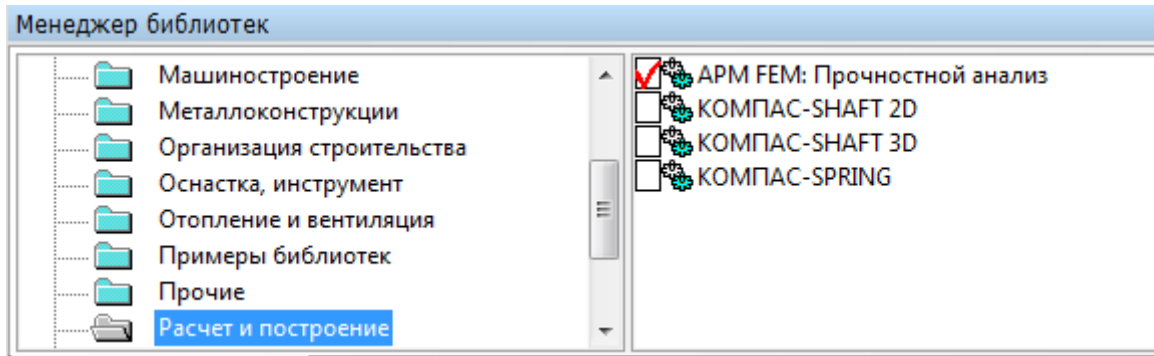 Менеджер библиотек
Машиностроение
Металлоконструкции
Организация строительства
Оснастка, инструмент
Отопление и вентиляция
Примеры библиотек
Прочие
Расчет и построение
APM FEM: Прочностной анализ
КОМПАС-SHAFT 2D
КОМПАС-SHAFT 3D
КОМПАС-SPRING